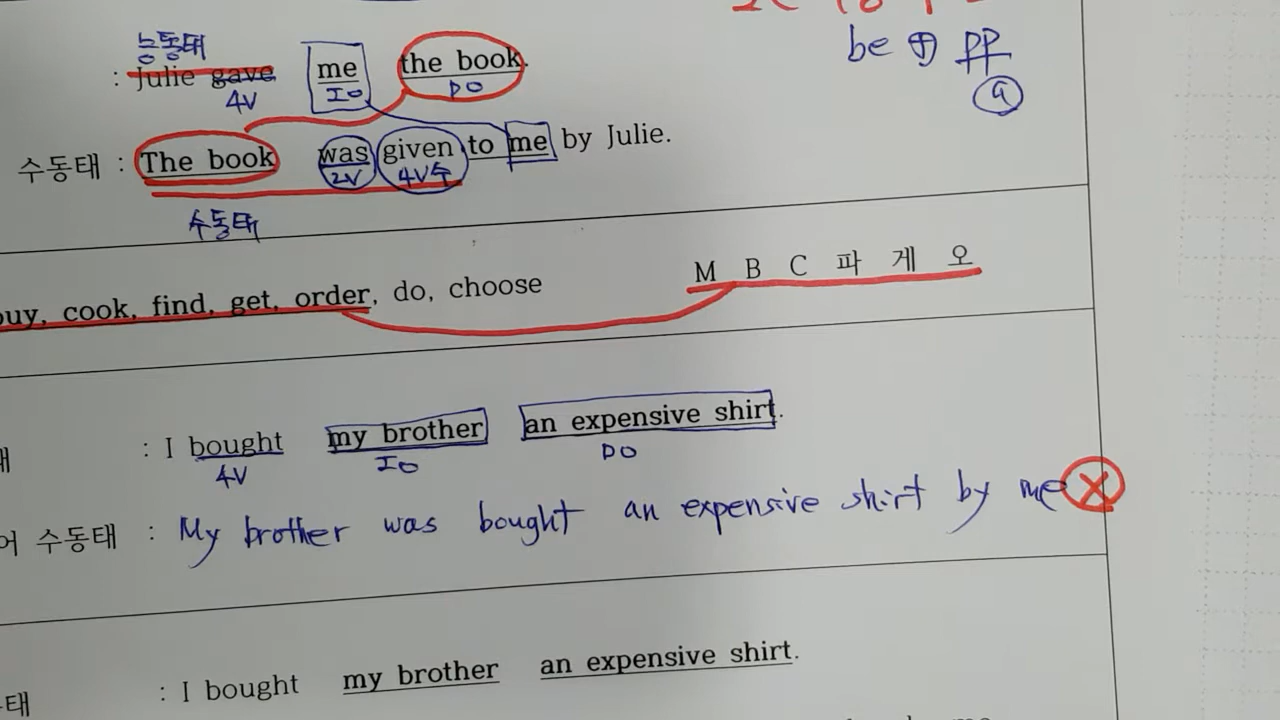 be ⊕ pp
a
능동태
: Julie gave me the book.
4V IO DO
수동태 : The book was given to me by Julie.
2V 4V수
수동태
buy, cook, find, get, order, do, choose M B C 파 게 오
: I bought my brother an expensive shirt.
4V IO DO
어 수동태 : My brother was bought an expensive shirt by me X
태 : I bought my brother an expensive shirt.